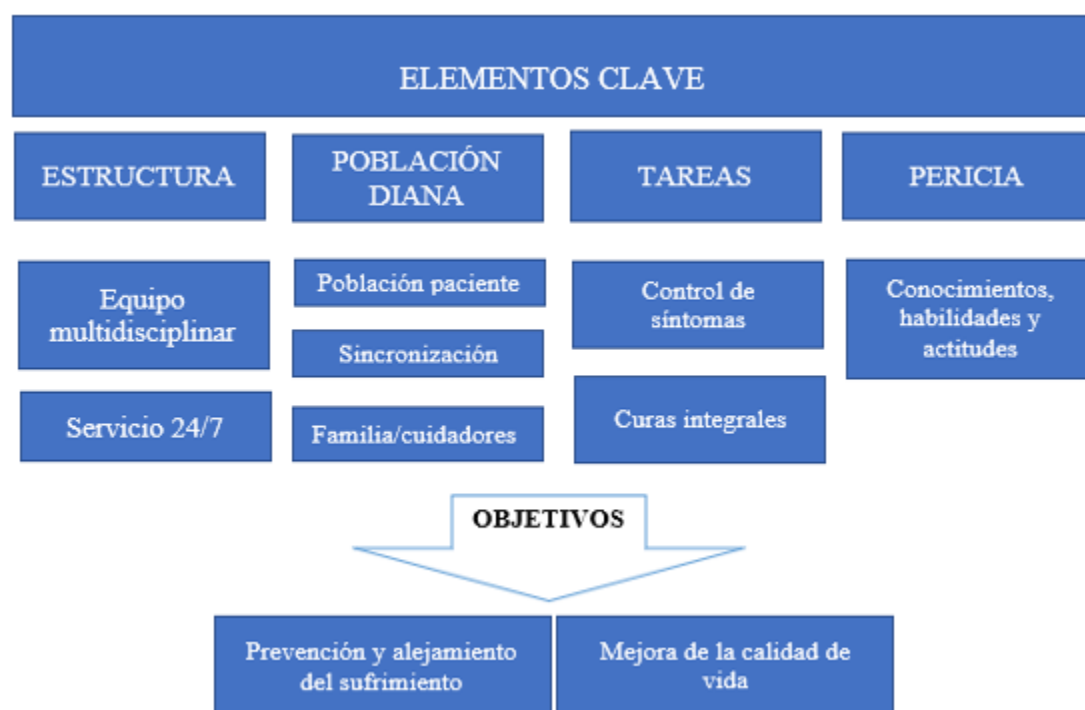 ELEMENTOS CLAVE
ESTRUCTURA
POBLACIÓN
DIANA
TAREAS
PERICIA
Equipo
multidisciplinar
Servicio 24/7
Población paciente
Sincronización
Familia/cuidadores
Control de
síntomas
Curas integrales
Conocimientos,
habilidades y
actitudes
OBJETIVOS
Prevención y alejamiento
del sufrimiento
Mejora de la calidad de
vida